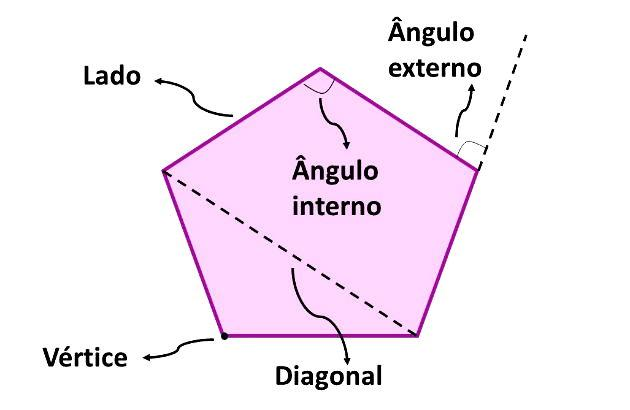 Ângulo
externo
Lado
Ângulo
interno
Vértice
Diagonal